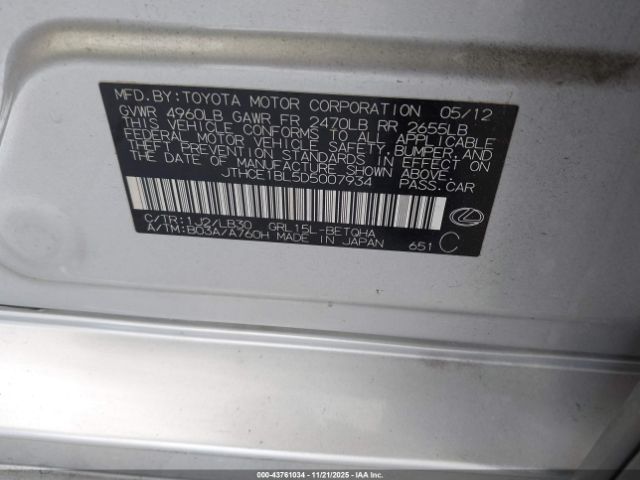 MFD.BY:TOYOTA MOTOR CORPORATION 05/12
GVWR 4960LB GAWR FR 2470LB RR 2655LB
THIS VEHICLE CONFORMS TO ALL APPLICABLE
FEDERAL MOTOR VEHICLE SAFETY, BUMPER, AND
THEFT PREVENTION STANDARDS IN EFFECT ON
THE DATE OF MANUFACTURE SHOWN ABOVE.
JTHCE1BL5D5007934 PASS.CAR
C/TR:1J2/LB30 GRL15L-BETQHA
A/TM:B03A/A760H MADE IN JAPAN 651 C
000-43761034 - 11/21/2025 - IAAI.CA